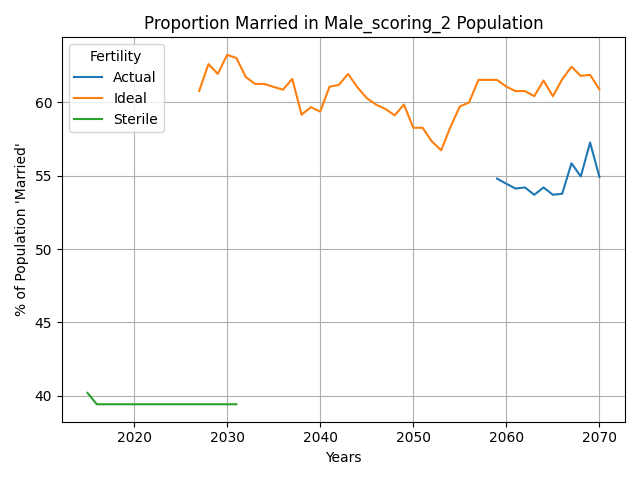 Proportion Married in Male_scoring_2 Population
Fertility
Actual
Ideal
Sterile
% of Population 'Married'
60
55
50
45
40
2020 2030 2040 2050 2060 2070
Years